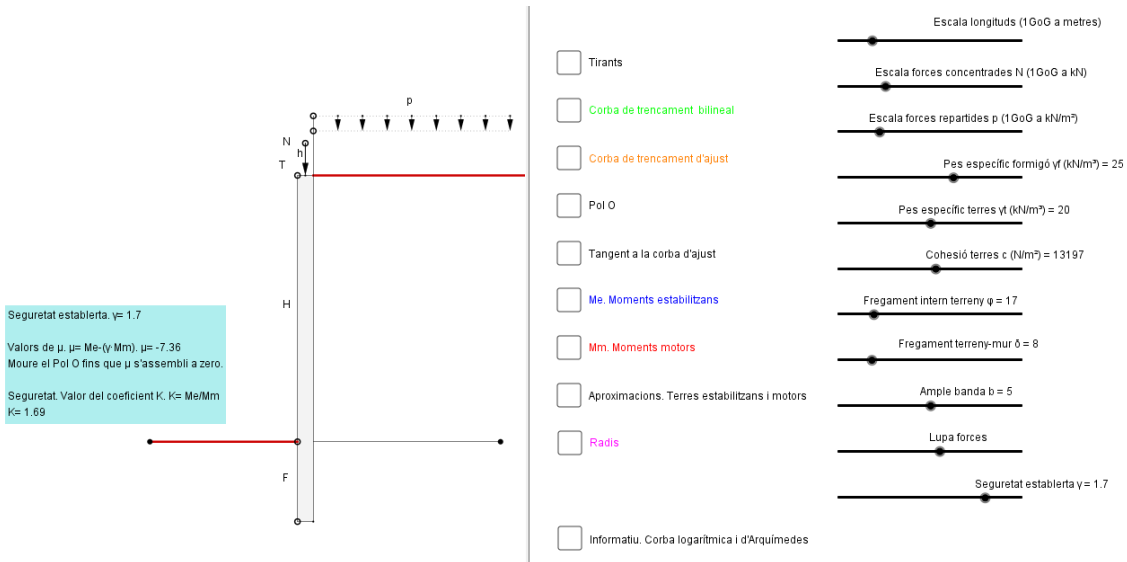 p
N
h
T
H
Seguretat establerta. γ= 1.7
Valors de μ. μ= Me-(γ·Mm). μ= -7.36
Moure el Pol O fins que μ s'assembli a zero.
Seguretat. Valor del coeficient K. K= Me/Mm
K= 1.69
F
Tirants
Corba de trencament bilineal
Corba de trencament d'ajust
Pol O
Tangent a la corba d'ajust
Me. Moments estabilitzans
Mm. Moments motors
Aproximacions. Terres estabilitzans i motors
Radis
Informatiu. Corba logarítmica i d'Arquímedes
Escala longituds (1GoG a metres)
Escala forces concentrades N (1GoG a kN)
Escala forces repartides p (1GoG a kN/m²)
Pes específic formigó γf (kN/m³) = 25
Pes específic terres γt (kN/m³) = 20
Cohesió terres c (N/m²) = 13197
Fregament intern terreny φ = 17
Fregament terreny-mur δ = 8
Ample banda b = 5
Lupa forces
Seguretat establerta γ = 1.7